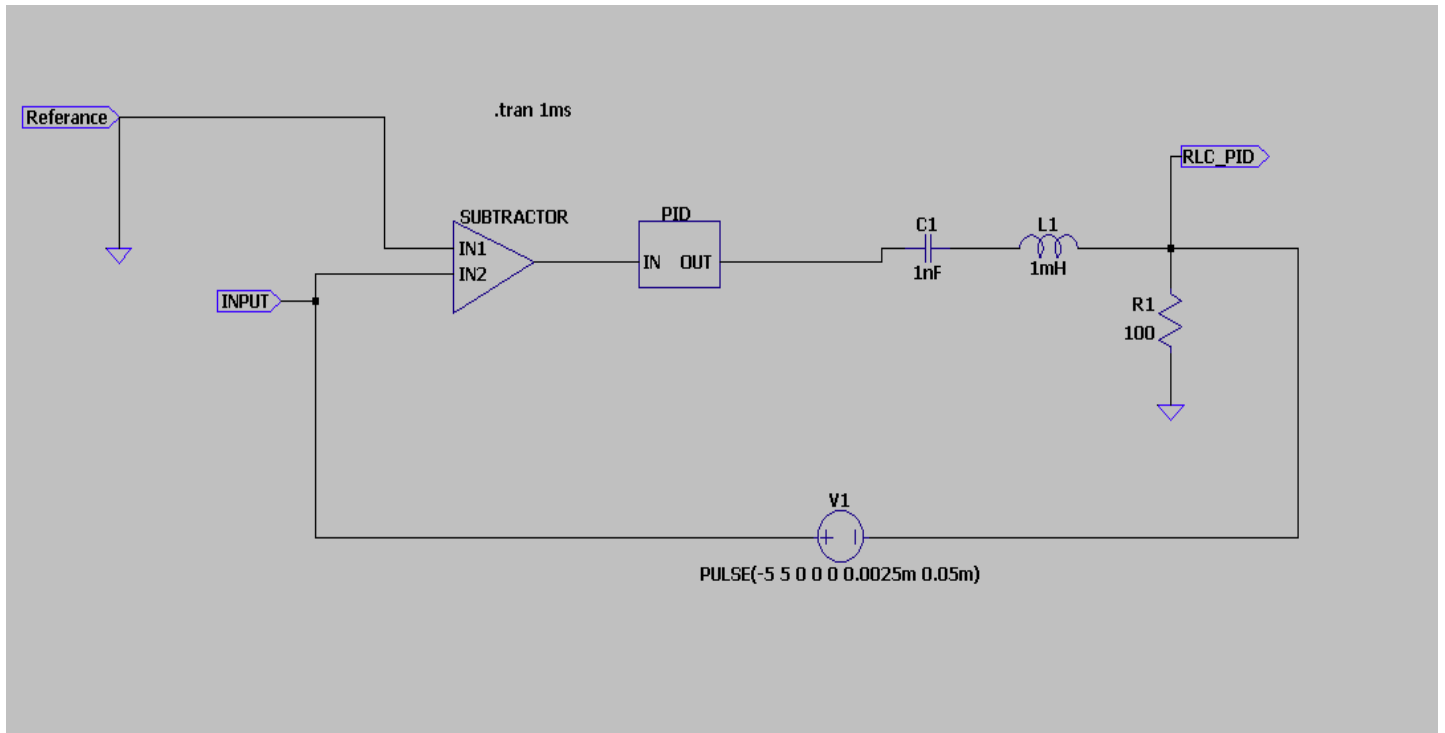 .tran 1ms
Referance
RLC_PID
SUBTRACTOR
PID
C1
L1
IN1
IN2
IN OUT
1nF
1mH
INPUT
R1
100
V1
PULSE(-5 5 0 0 0 0.0025m 0.05m)